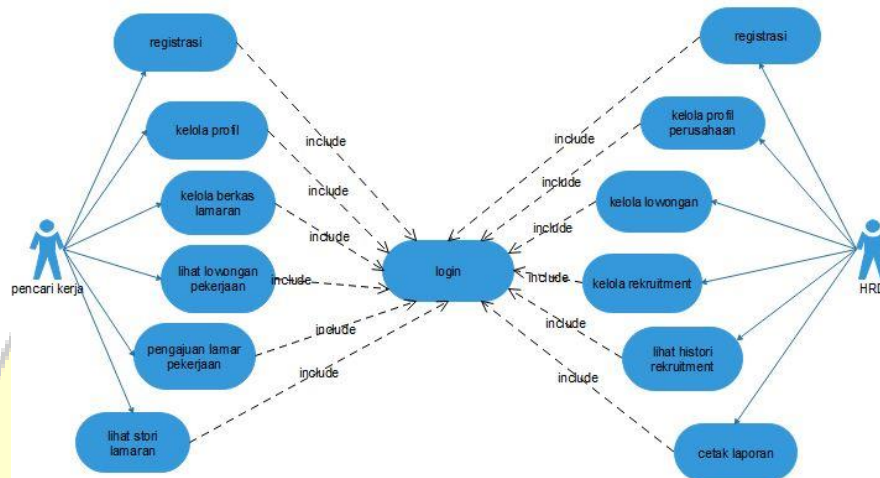 registrasi
include
kelola profil
include
kelola berkas
lamaran
include
lihat lowongan
pekerjaan
include
pencari kerja
pengajuan lamar
pekerjaan
include
lihat stori
lamaran
include
login
registrasi
include
kelola profil
perusahaan
include
kelola lowongan
include
kelola rekruitment
include
HRD
lihat histori
rekruitment
include
cetak laporan
include